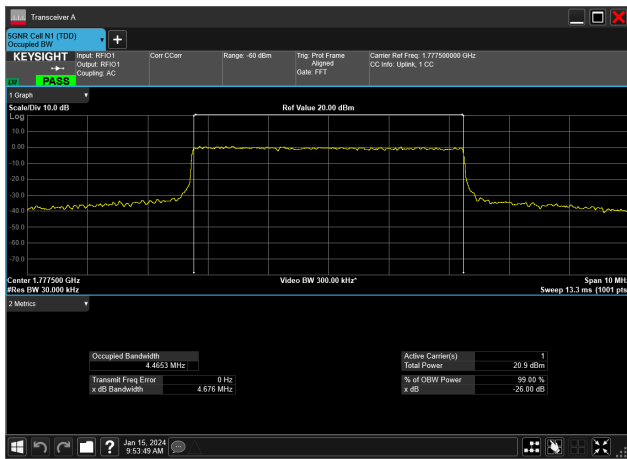 Transceiver A
5GNR Cell N1 (TDD)
Occupied BW
KEYSIGHT
Input: RFIO1
Output: RFIO1
Coupling: AC
Corr CCorr
Range: -60 dBm
Trig: Prot Frame
Aligned
Gate: FFT
Carrier Ref Freq: 1.777500000 GHz
CC Info: Uplink, 1 CC
PASS
1 Graph
Scale/Div 10.0 dB
Ref Value 20.00 dBm
Log
10.0
0.00
-10.0
-20.0
-30.0
-40.0
-50.0
-60.0
-70.0
Center 1.777500 GHz
Video BW 300.00 kHz*
Span 10 MHz
#Res BW 30.000 kHz
Sweep 13.3 ms (1001 pts
2 Metrics
Occupied Bandwidth
4.4653 MHz
Transmit Freq Error 0 Hz
x dB Bandwidth 4.676 MHz
Active Carrier(s) 1
Total Power 20.9 dBm
% of OBW Power 99.00 %
x dB -26.00 dB
? Jan 15, 2024
9:53:49 AM